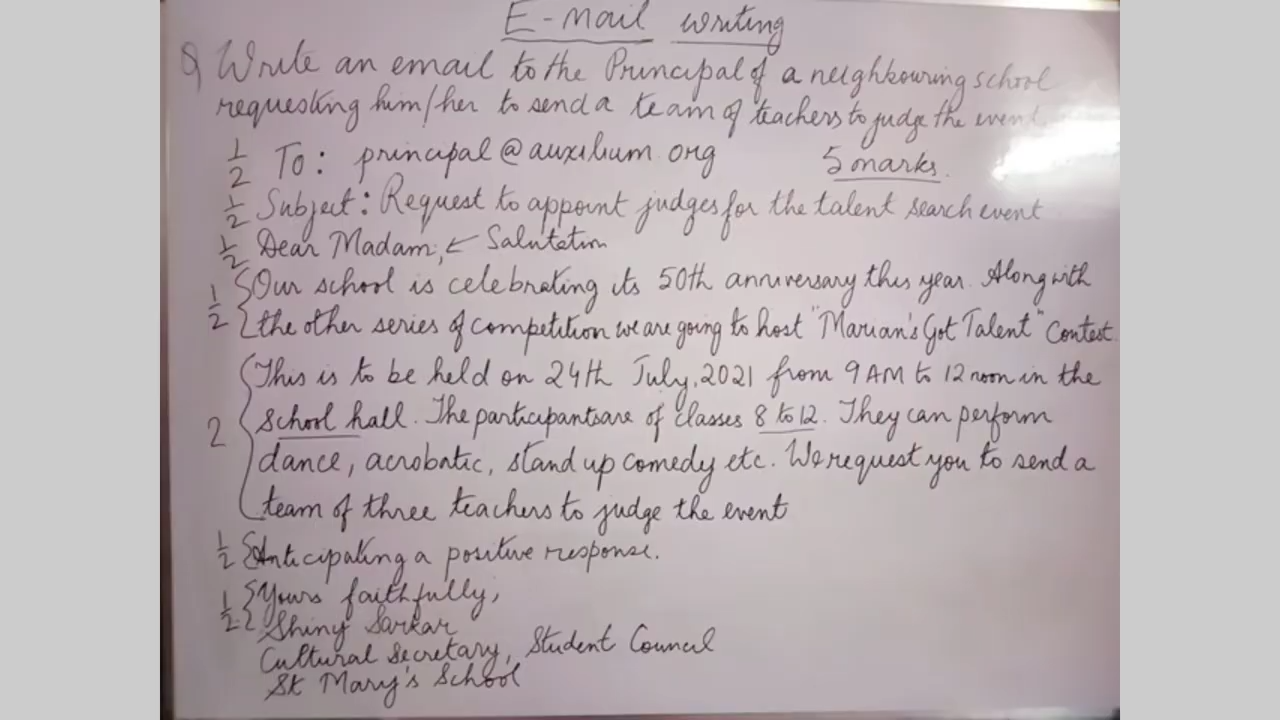 E-mail writing
Q Write an email to the Principal of a neighbouring school
requesting him/her to send a team of teachers to judge the event
1/2 To: principal@auxilium.org 5 marks.
1/2 Subject: Request to appoint judges for the talent search event
1/2 Dear Madam, ← Salutation
Our school is celebrating its 50th anniversary this year. Along with
1/2 the other series of competition we are going to host "Marian's Got Talent" Contest.
This is to be held on 24th July, 2021 from 9 AM to 12 noon in the
school hall. The participants are of classes 8 to 12. They can perform
2 dance, acrobatic, stand up comedy etc. We request you to send a
team of three teachers to judge the event
1/2 Anticipating a positive response.
1/2 Yours faithfully,
Shiny Sarkar
Cultural Secretary, Student Council
St Mary's School